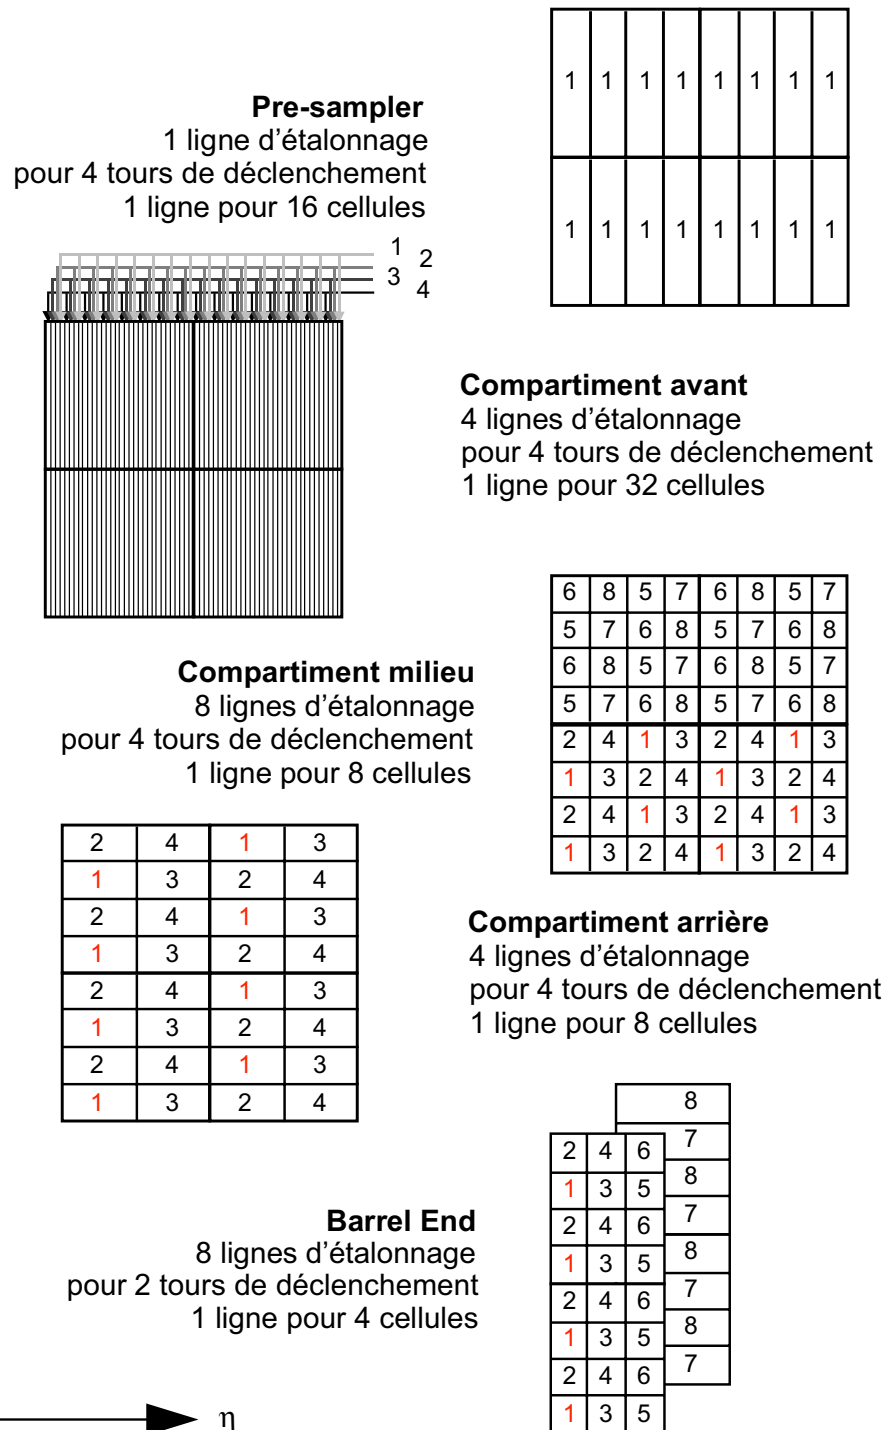 Pre-sampler
1 ligne d'étalonnage
pour 4 tours de déclenchement
1 ligne pour 16 cellules
1 1 1 1 1 1 1 1
1 1 1 1 1 1 1 1
1
2
3
4
Compartiment avant
4 lignes d'étalonnage
pour 4 tours de déclenchement
1 ligne pour 32 cellules
Compartiment milieu
8 lignes d'étalonnage
pour 4 tours de déclenchement
1 ligne pour 8 cellules
6 8 5 7 6 8 5 7
5 7 6 8 5 7 6 8
6 8 5 7 6 8 5 7
5 7 6 8 5 7 6 8
2 4 1 3 2 4 1 3
1 3 2 4 1 3 2 4
2 4 1 3 2 4 1 3
1 3 2 4 1 3 2 4
Compartiment arrière
4 lignes d'étalonnage
pour 4 tours de déclenchement
1 ligne pour 8 cellules
2 4 1 3
1 3 2 4
2 4 1 3
1 3 2 4
2 4 1 3
1 3 2 4
2 4 1 3
1 3 2 4
Barrel End
8 lignes d'étalonnage
pour 2 tours de déclenchement
1 ligne pour 4 cellules
8
7
8
7
8
7
8
7
2 4 6
1 3 5
2 4 6
1 3 5
2 4 6
1 3 5
2 4 6
1 3 5
η